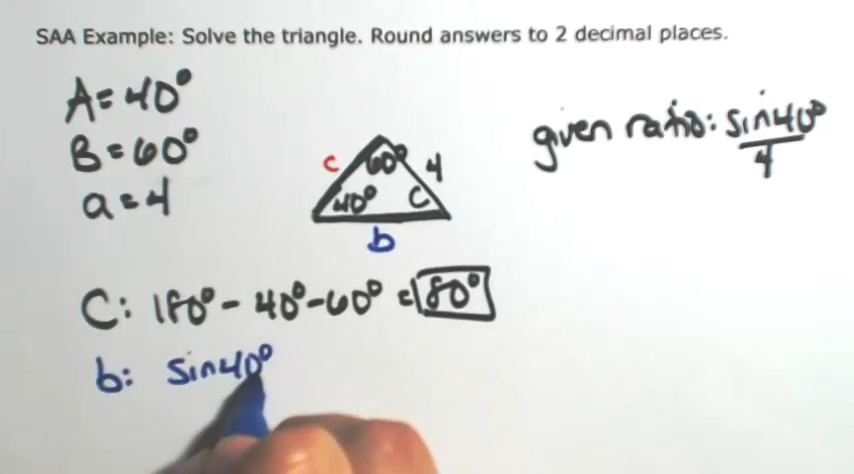 SAA Example: Solve the triangle. Round answers to 2 decimal places.
A = 40°
B = 60°
a = 4
c
60°
4
40°
C
b
given ratio: sin40°/4
C: 180° - 40° - 60° = 80°
b: sin40°